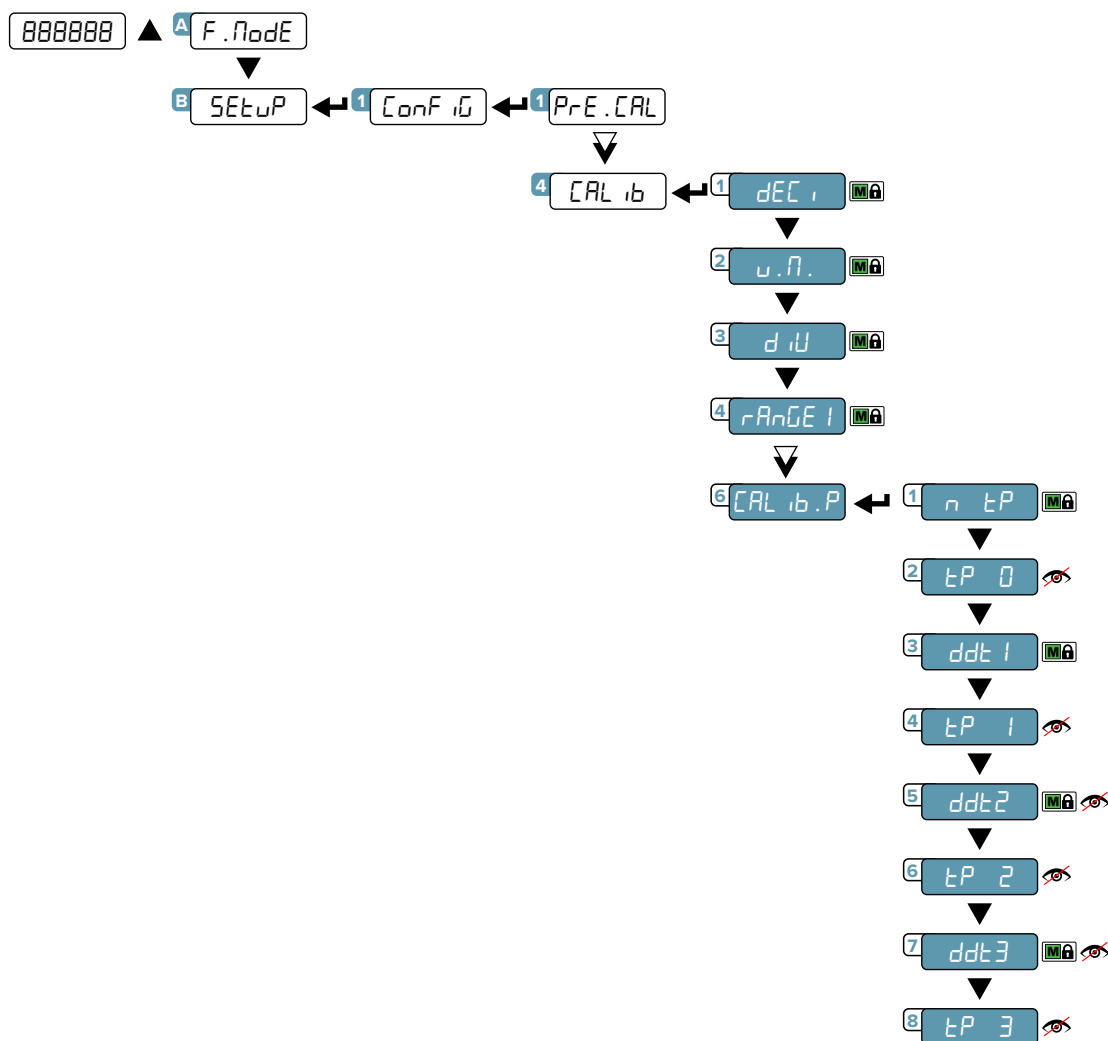 888888 A F.ModE
B SEtuP 1 ConFiG 1 PrE.CAL
4 CALib 1 dECi M
2 u.M. M
3 diU M
4 rAnGE1 M
6 CALib.P 1 n tP M
2 tP 0
3 ddt1 M
4 tP 1
5 ddt2 M
6 tP 2
7 ddt3 M
8 tP 3